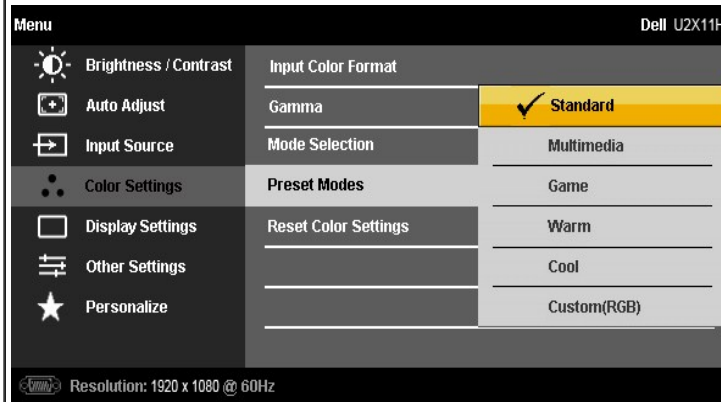 Menu
Dell U2X11H
Brightness / Contrast
Auto Adjust
Input Source
Color Settings
Display Settings
Other Settings
Personalize
Input Color Format
Gamma
Mode Selection
Preset Modes
Reset Color Settings
Standard
Multimedia
Game
Warm
Cool
Custom(RGB)
Resolution: 1920 x 1080 @ 60Hz